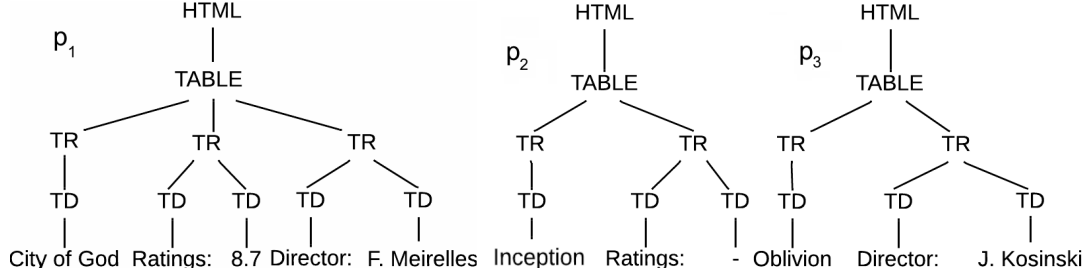 HTML HTML HTML
p1 p2 p3
TABLE TABLE TABLE
TR TR TR TR TR TR TR
TD TD TD TD TD TD TD TD TD TD TD
City of God Ratings: 8.7 Director: F. Meirelles Inception Ratings: - Oblivion Director: J. Kosinski